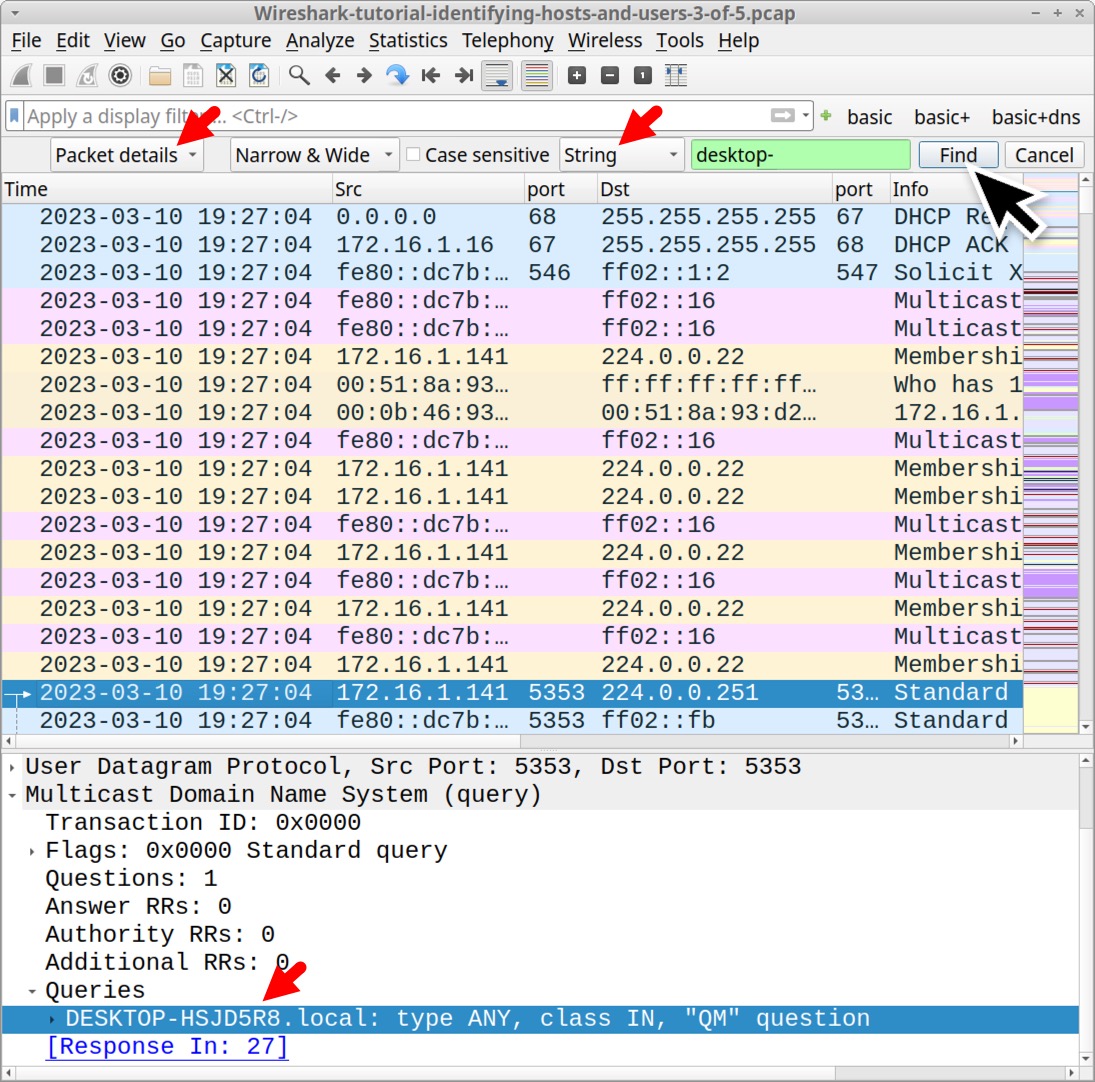 Wireshark-tutorial-identifying-hosts-and-users-3-of-5.pcap
File Edit View Go Capture Analyze Statistics Telephony Wireless Tools Help
Apply a display filt... <Ctrl-/> basic basic+ basic+dns
Packet details Narrow & Wide Case sensitive String desktop- Find Cancel
Time Src port Dst port Info
2023-03-10 19:27:04 0.0.0.0 68 255.255.255.255 67 DHCP Re
2023-03-10 19:27:04 172.16.1.16 67 255.255.255.255 68 DHCP ACK
2023-03-10 19:27:04 fe80::dc7b:… 546 ff02::1:2 547 Solicit X
2023-03-10 19:27:04 fe80::dc7b:… ff02::16 Multicast
2023-03-10 19:27:04 fe80::dc7b:… ff02::16 Multicast
2023-03-10 19:27:04 172.16.1.141 224.0.0.22 Membershi
2023-03-10 19:27:04 00:51:8a:93… ff:ff:ff:ff:ff… Who has 1
2023-03-10 19:27:04 00:0b:46:93… 00:51:8a:93:d2… 172.16.1.
2023-03-10 19:27:04 fe80::dc7b:… ff02::16 Multicast
2023-03-10 19:27:04 172.16.1.141 224.0.0.22 Membershi
2023-03-10 19:27:04 172.16.1.141 224.0.0.22 Membershi
2023-03-10 19:27:04 fe80::dc7b:… ff02::16 Multicast
2023-03-10 19:27:04 172.16.1.141 224.0.0.22 Membershi
2023-03-10 19:27:04 fe80::dc7b:… ff02::16 Multicast
2023-03-10 19:27:04 172.16.1.141 224.0.0.22 Membershi
2023-03-10 19:27:04 fe80::dc7b:… ff02::16 Multicast
2023-03-10 19:27:04 172.16.1.141 224.0.0.22 Membershi
2023-03-10 19:27:04 172.16.1.141 5353 224.0.0.251 53… Standard
2023-03-10 19:27:04 fe80::dc7b:… 5353 ff02::fb 53… Standard
User Datagram Protocol, Src Port: 5353, Dst Port: 5353
Multicast Domain Name System (query)
Transaction ID: 0x0000
Flags: 0x0000 Standard query
Questions: 1
Answer RRs: 0
Authority RRs: 0
Additional RRs: 0
Queries
DESKTOP-HSJD5R8.local: type ANY, class IN, "QM" question
[Response In: 27]